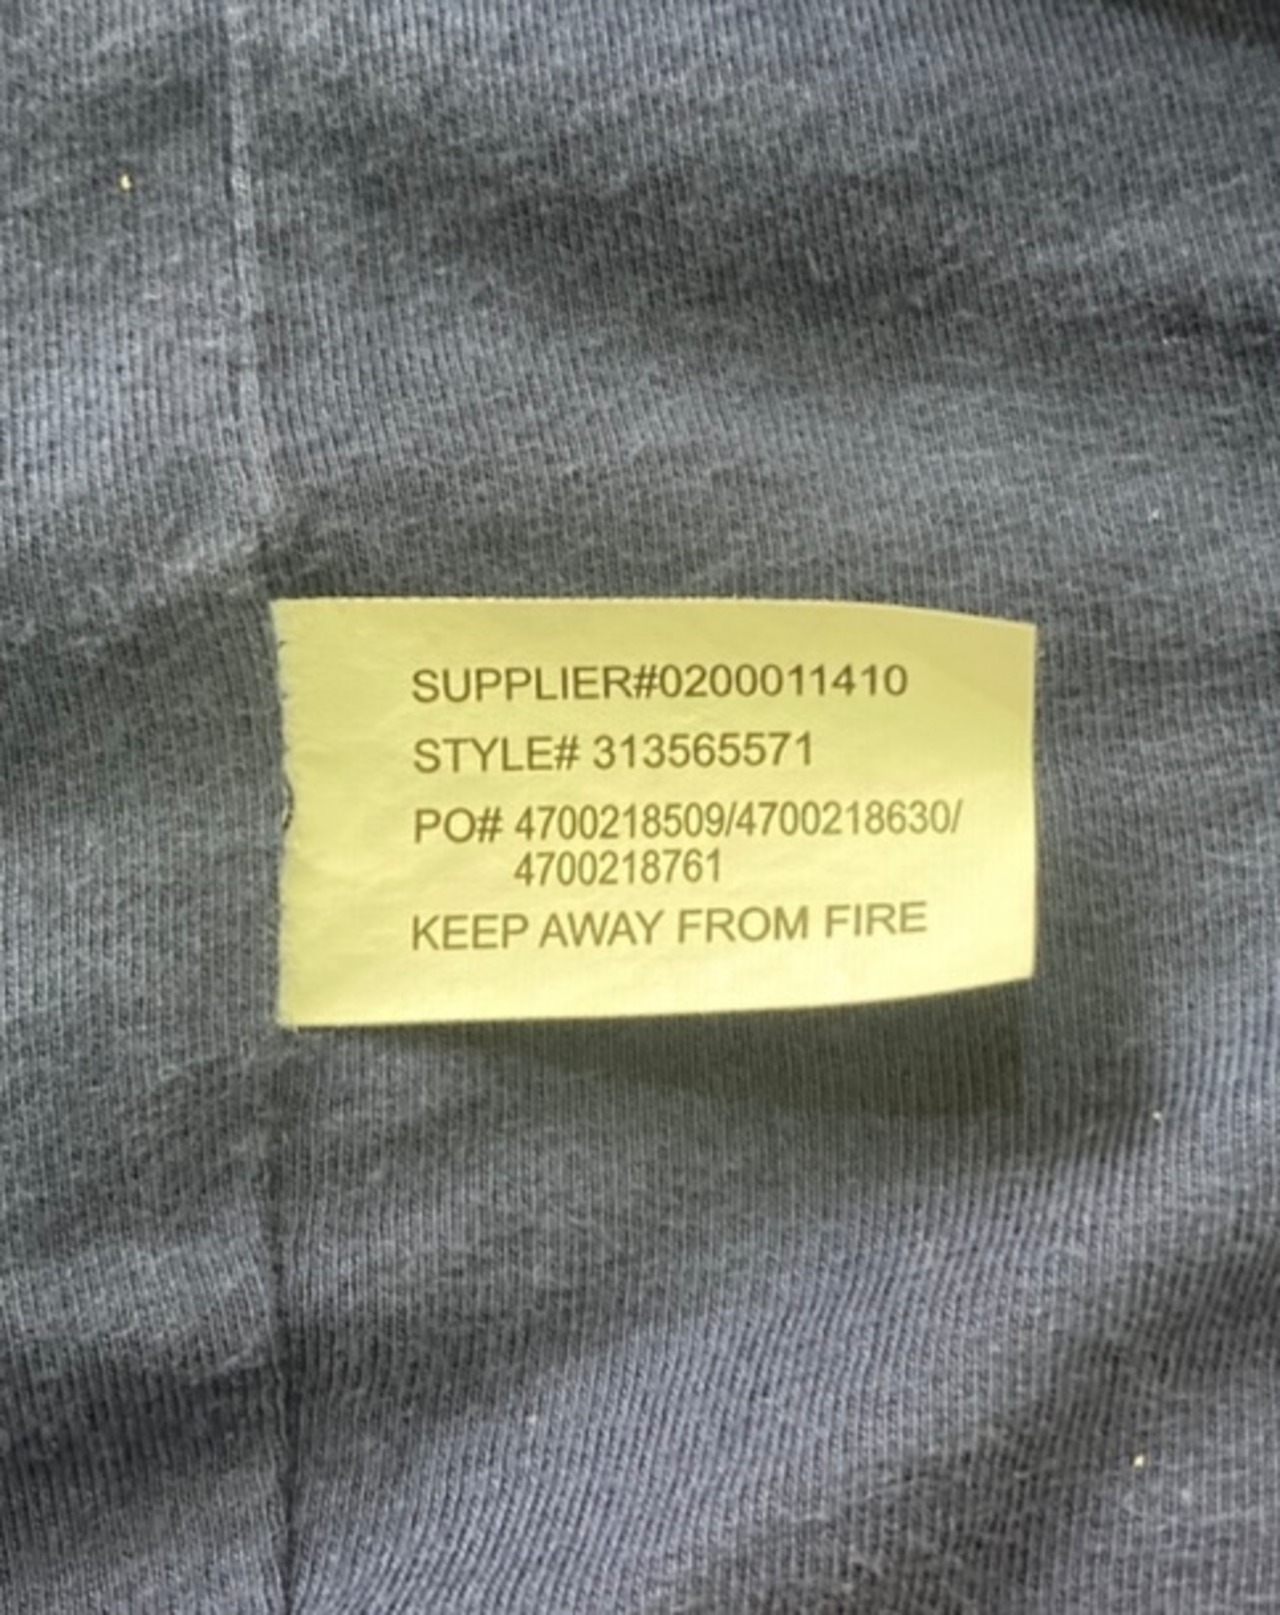 SUPPLIER#0200011410
STYLE# 313565571
PO# 4700218509/4700218630/
4700218761
KEEP AWAY FROM FIRE